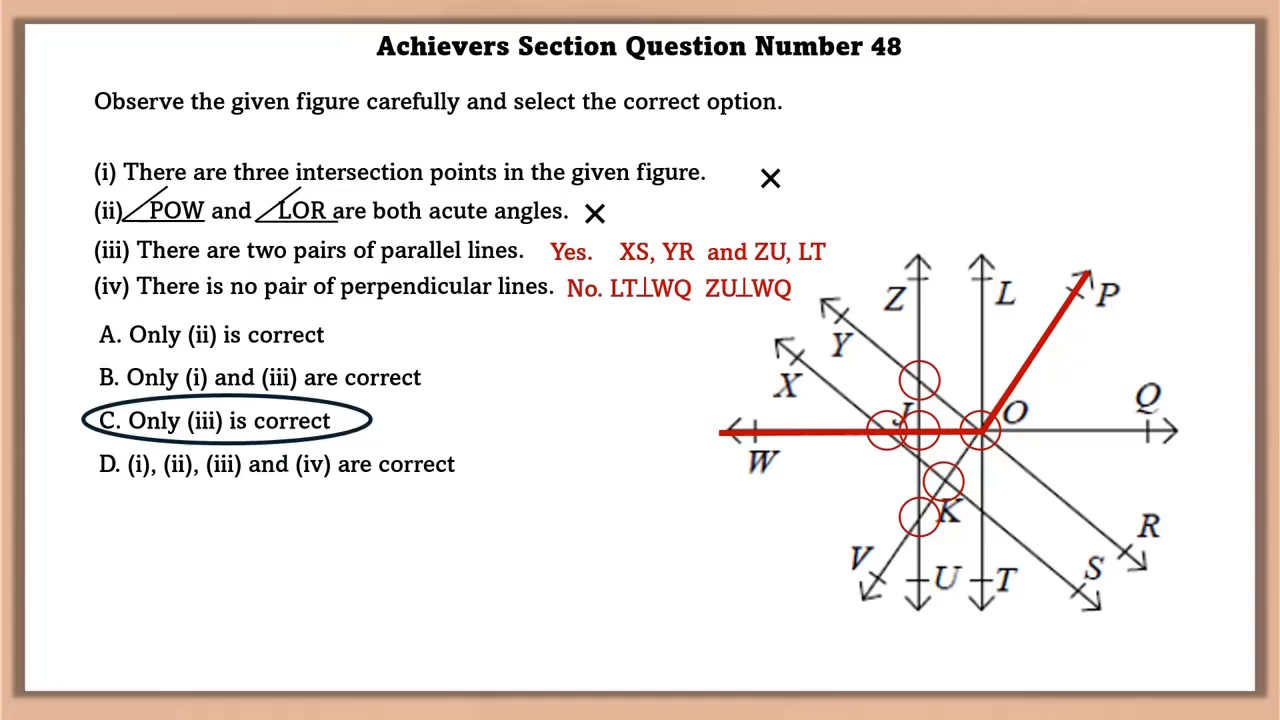 Achievers Section Question Number 48
Observe the given figure carefully and select the correct option.
(i) There are three intersection points in the given figure. ×
(ii) POW and LOR are both acute angles. ×
(iii) There are two pairs of parallel lines. Yes. XS, YR and ZU, LT
(iv) There is no pair of perpendicular lines. No. LT⊥WQ ZU⊥WQ
A. Only (ii) is correct
B. Only (i) and (iii) are correct
C. Only (iii) is correct
D. (i), (ii), (iii) and (iv) are correct
Z L P
Y
X J O Q
W
K
V U T S R